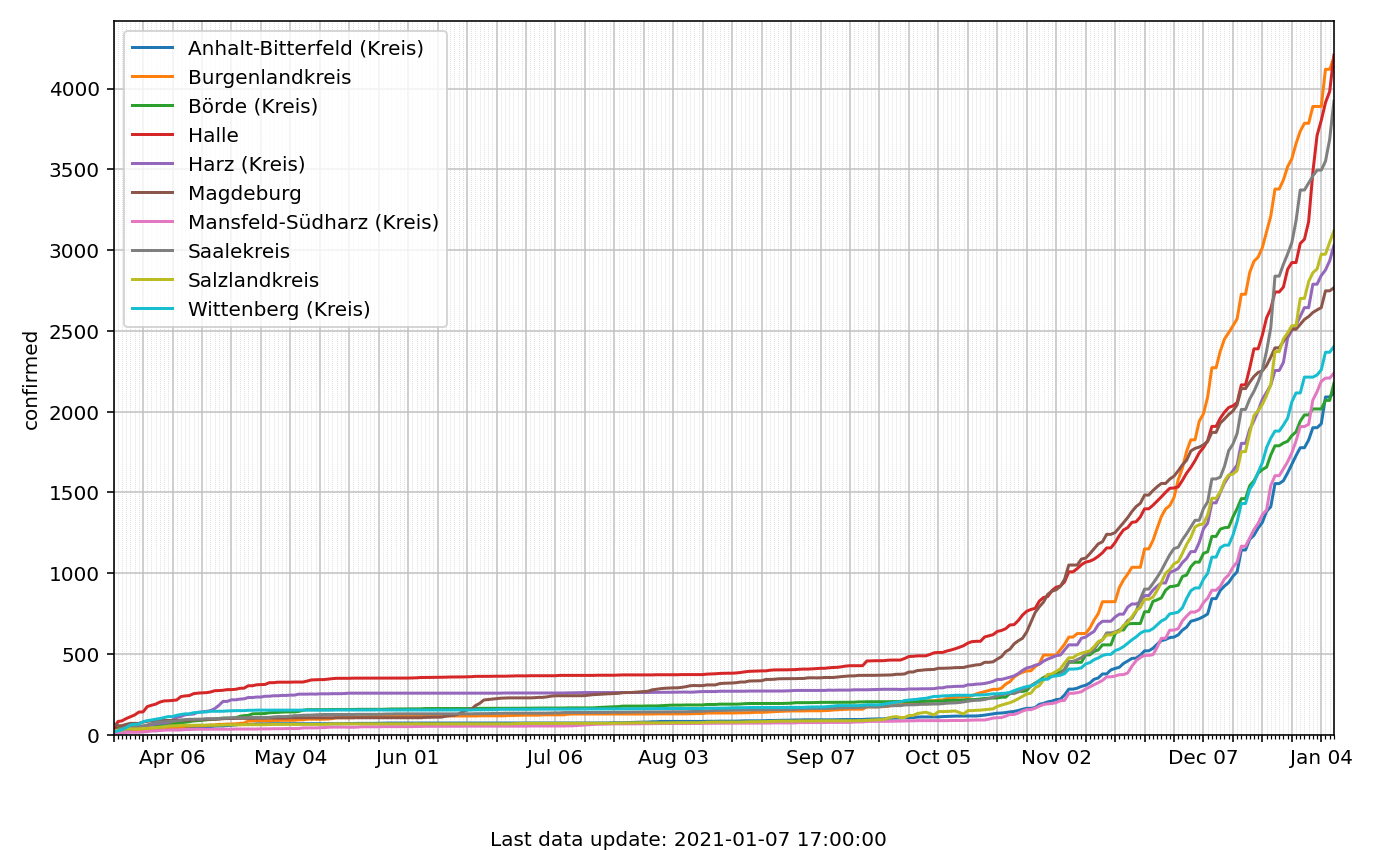 Anhalt-Bitterfeld (Kreis)
Burgenlandkreis
Börde (Kreis)
Halle
Harz (Kreis)
Magdeburg
Mansfeld-Südharz (Kreis)
Saalekreis
Salzlandkreis
Wittenberg (Kreis)
confirmed
4000
3500
3000
2500
2000
1500
1000
500
0
Apr 06 May 04 Jun 01 Jul 06 Aug 03 Sep 07 Oct 05 Nov 02 Dec 07 Jan 04
Last data update: 2021-01-07 17:00:00